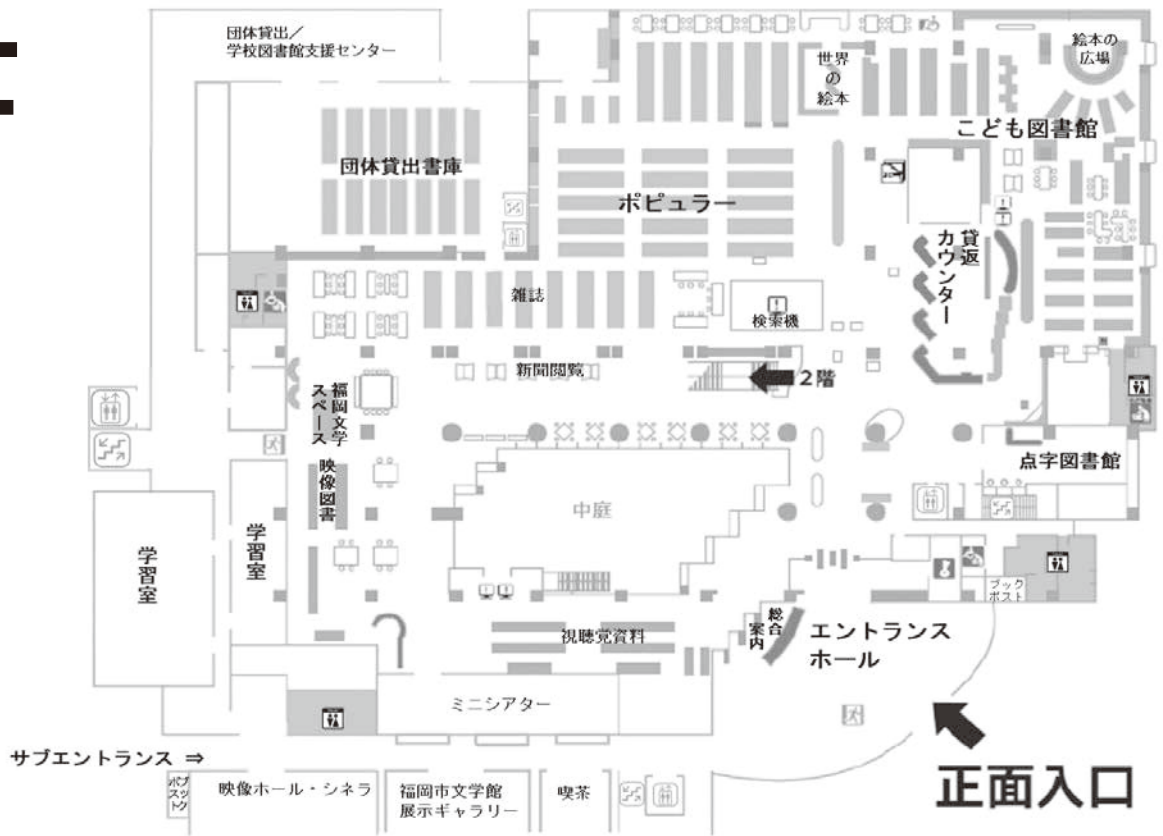 団体貸出／
学校図書館支援センター
世界
の
絵本
絵本の
広場
こども図書館
団体貸出書庫
ポピュラー
貸返
カウンター
雑誌
検索機
新聞閲覧
2階
福岡文学
スペース
映像図書
点字図書館
中庭
学習室
学習室
ブック
ポスト
総合
案内
エントランス
ホール
視聴覚資料
ミニシアター
サブエントランス ⇒
正面入口
ブック
ポスト
映像ホール・シネラ
福岡市文学館
展示ギャラリー
喫茶